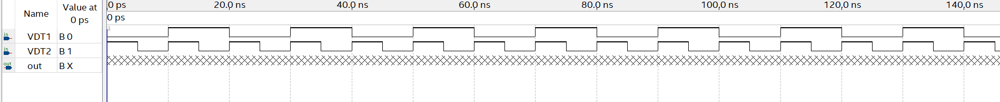 0 ps 20.0 ns 40.0 ns 60.0 ns 80.0 ns 100.0 ns 120.0 ns 140.0 ns
Name Value at
0 ps
0 ps
in VDT1 B 0
in VDT2 B 1
out out B X